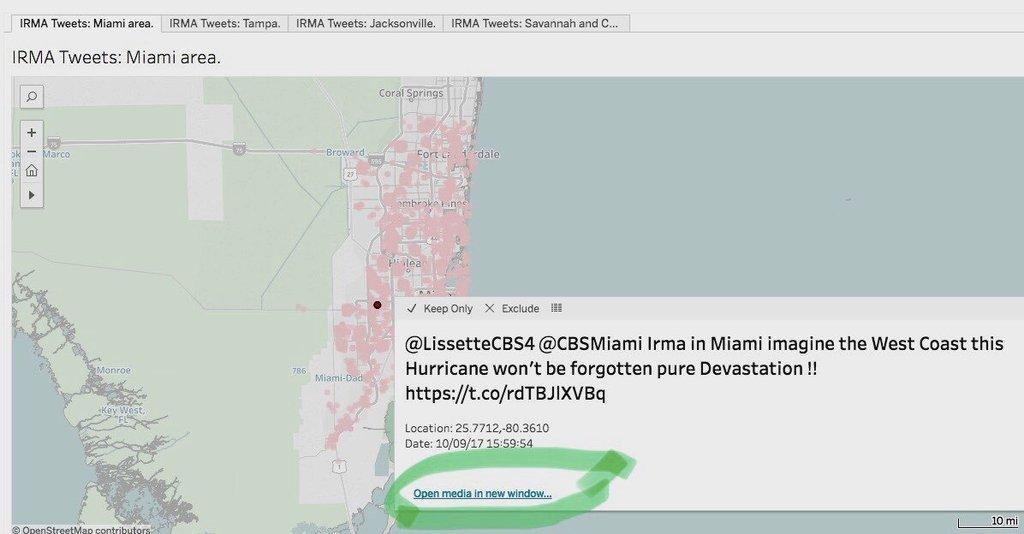 IRMA Tweets: Miami area.
IRMA Tweets: Tampa.
IRMA Tweets: Jacksonville.
IRMA Tweets: Savannah and C...
IRMA Tweets: Miami area.
Coral Springs
75
75
Marco
FL
Broward
27
Fort Lauderdale
Hialeah
✓ Keep Only
✕ Exclude
@LissetteCBS4 @CBSMiami Irma in Miami imagine the West Coast this
Hurricane won't be forgotten pure Devastation !!
https://t.co/rdTBJlXVBq
Location: 25.7712,-80.3610
Date: 10/09/17 15:59:54
Open media in new window...
Monroe
786
Miami-Dad
Key West,
FL
1
© OpenStreetMap contributors
10 mi